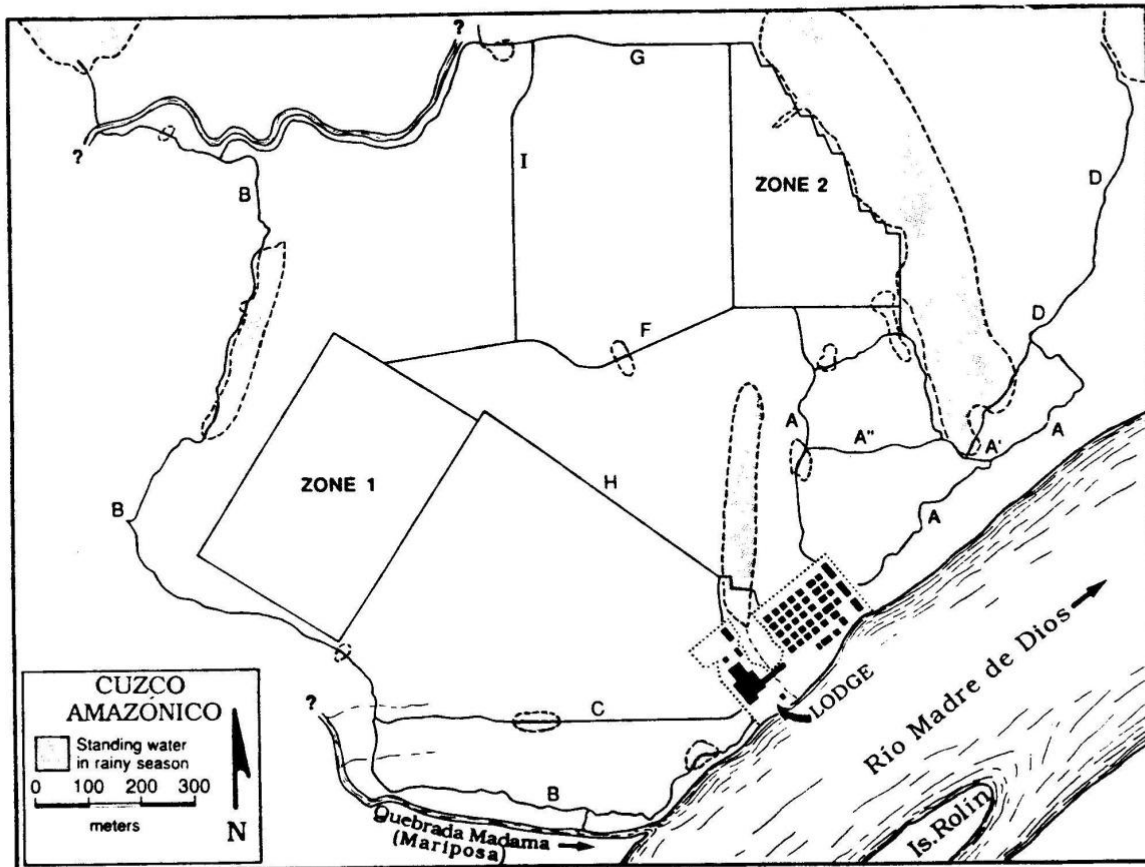 ?
G
?
I
B
ZONE 2
D
D
F
A
A"
A'
A
ZONE 1
H
B
A
CUZCO
AMAZÓNICO
Standing water
in rainy season
0 100 200 300
meters
N
?
C
LODGE
Río Madre de Dios
B
Quebrada Madama
(Mariposa)
Is. Rolin